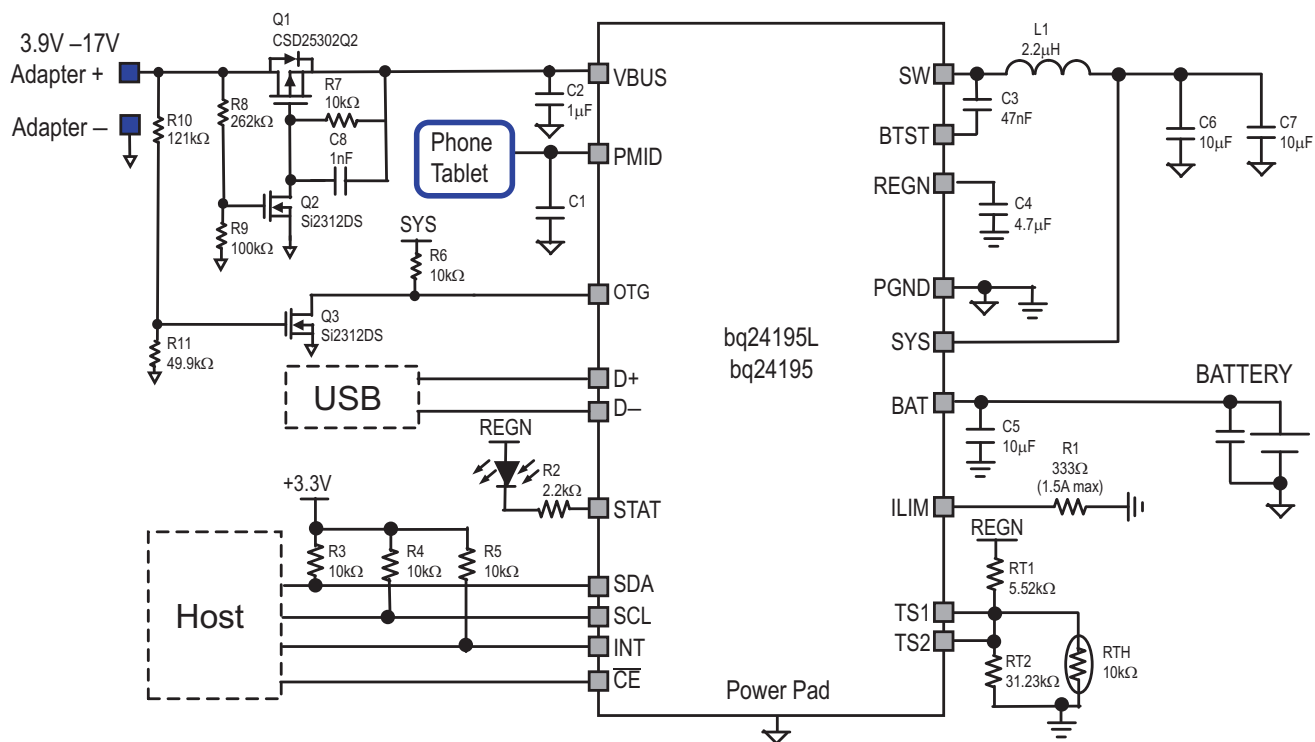 3.9V –17V
Adapter +
Adapter –
Q1
CSD25302Q2
R10
121kΩ
R8
262kΩ
R7
10kΩ
C8
1nF
Q2
Si2312DS
R9
100kΩ
C2
1μF
Phone
Tablet
C1
SYS
R6
10kΩ
Q3
Si2312DS
R11
49.9kΩ
USB
REGN
R2
2.2kΩ
+3.3V
R3
10kΩ
R4
10kΩ
R5
10kΩ
Host
VBUS
PMID
OTG
D+
D–
STAT
SDA
SCL
INT
CE
bq24195L
bq24195
Power Pad
SW
BTST
REGN
PGND
SYS
BAT
ILIM
TS1
TS2
L1
2.2μH
C3
47nF
C6
10μF
C7
10μF
C4
4.7μF
BATTERY
C5
10μF
R1
333Ω
(1.5A max)
REGN
RT1
5.52kΩ
RT2
31.23kΩ
RTH
10kΩ